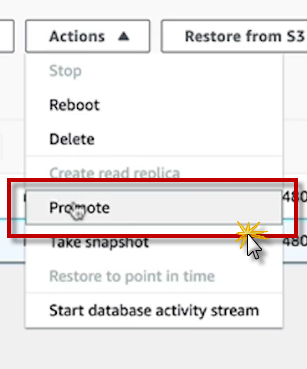 Actions ▲
Restore from S3
Stop
Reboot
Delete
Create read replica
Promote
480
Take snapshot
480
Restore to point in time
Start database activity stream